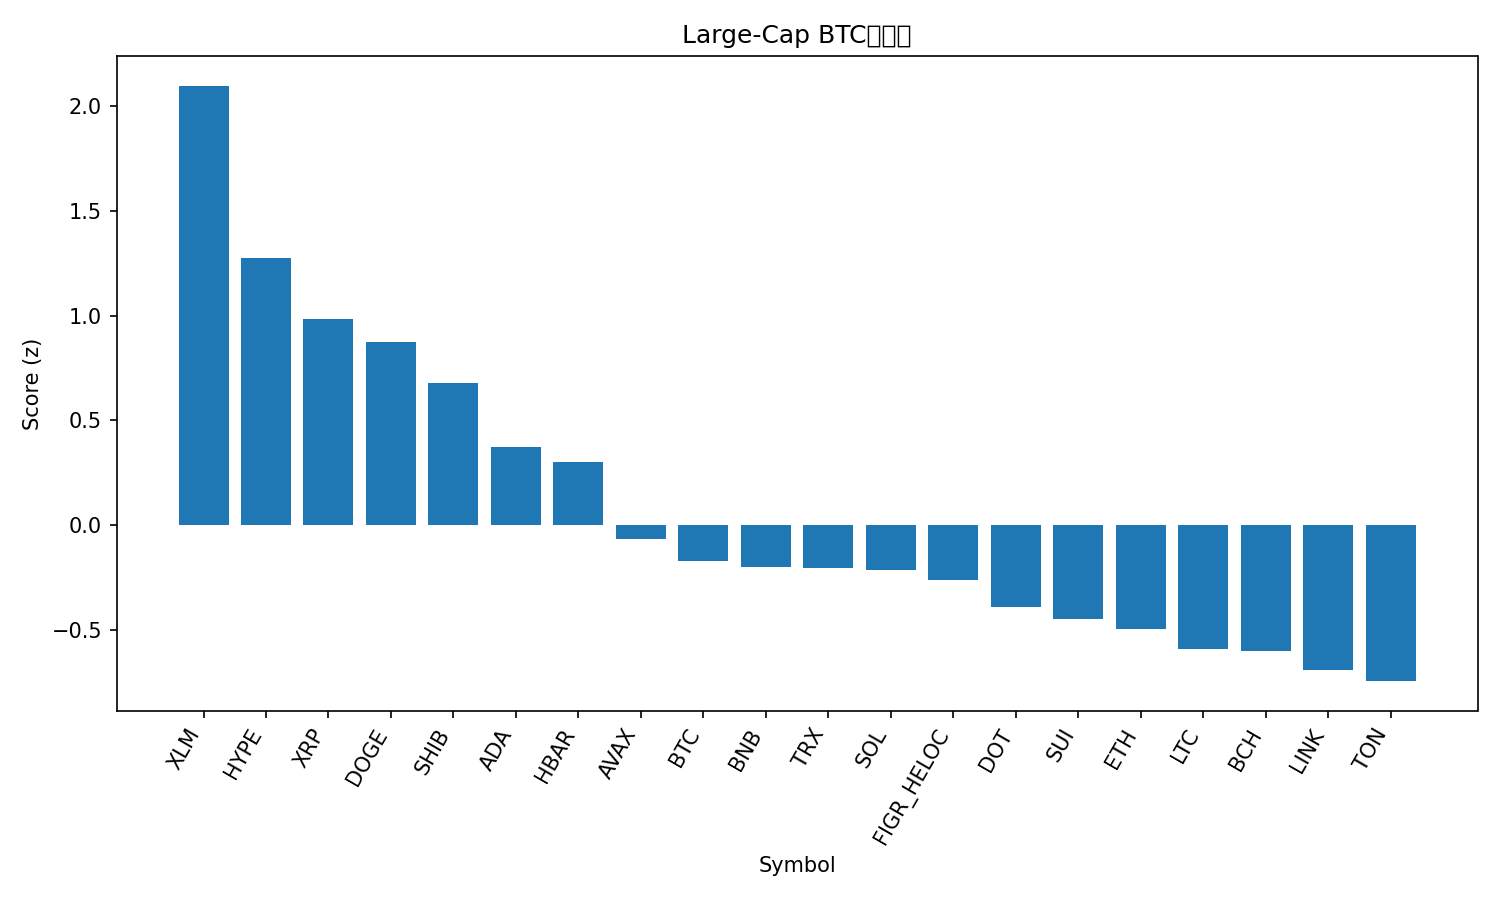 Large-Cap BTC
Score (z)
2.0
1.5
1.0
0.5
0.0
−0.5
XLM
HYPE
XRP
DOGE
SHIB
ADA
HBAR
AVAX
BTC
BNB
TRX
SOL
FIGR_HELOC
DOT
SUI
ETH
LTC
BCH
LINK
TON
Symbol